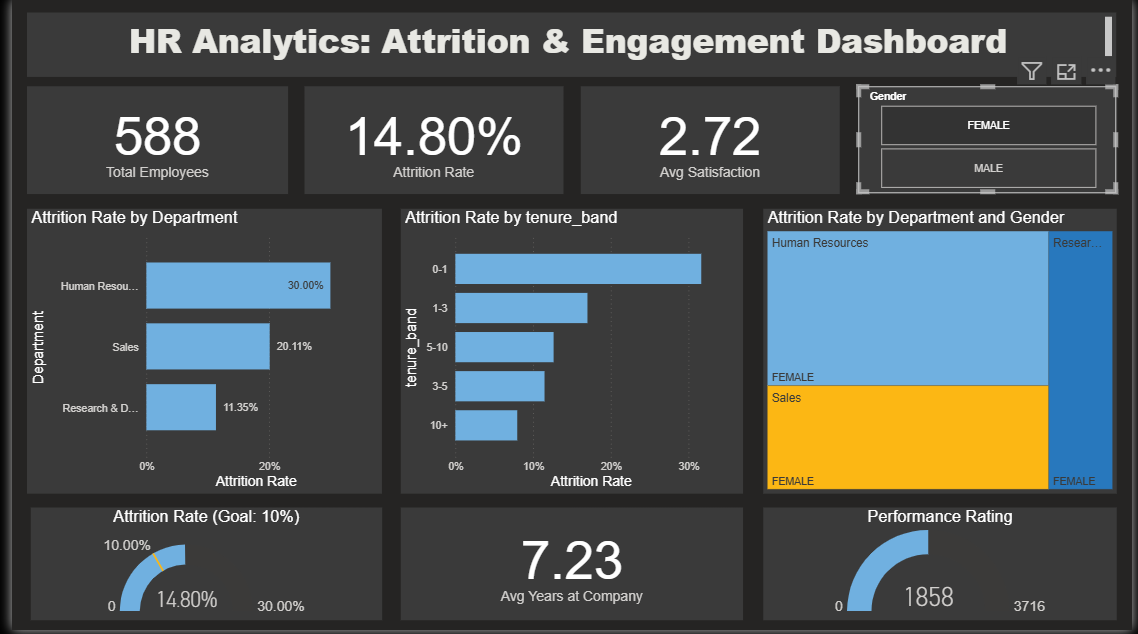 HR Analytics: Attrition & Engagement Dashboard
588
Total Employees
14.80%
Attrition Rate
2.72
Avg Satisfaction
Gender
FEMALE
MALE
Attrition Rate by Department
Department
Human Resou...
30.00%
Sales
20.11%
Research & D...
11.35%
0%
20%
Attrition Rate
Attrition Rate by tenure_band
tenure_band
0-1
1-3
5-10
3-5
10+
0%
10%
20%
30%
Attrition Rate
Attrition Rate by Department and Gender
Human Resources
FEMALE
Sales
FEMALE
Resear...
FEMALE
Attrition Rate (Goal: 10%)
10.00%
0
14.80%
30.00%
7.23
Avg Years at Company
Performance Rating
0
1858
3716